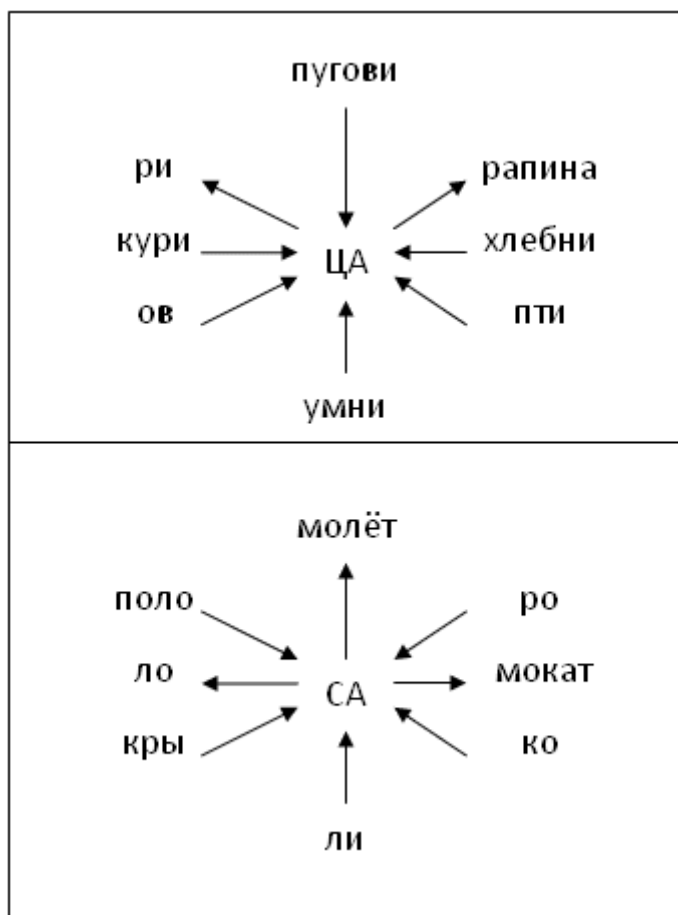 пугови
ри рапина
кури хлебни
ЦА
ов пти
умни
молёт
поло ро
ло мокат
СА
кры ко
ли